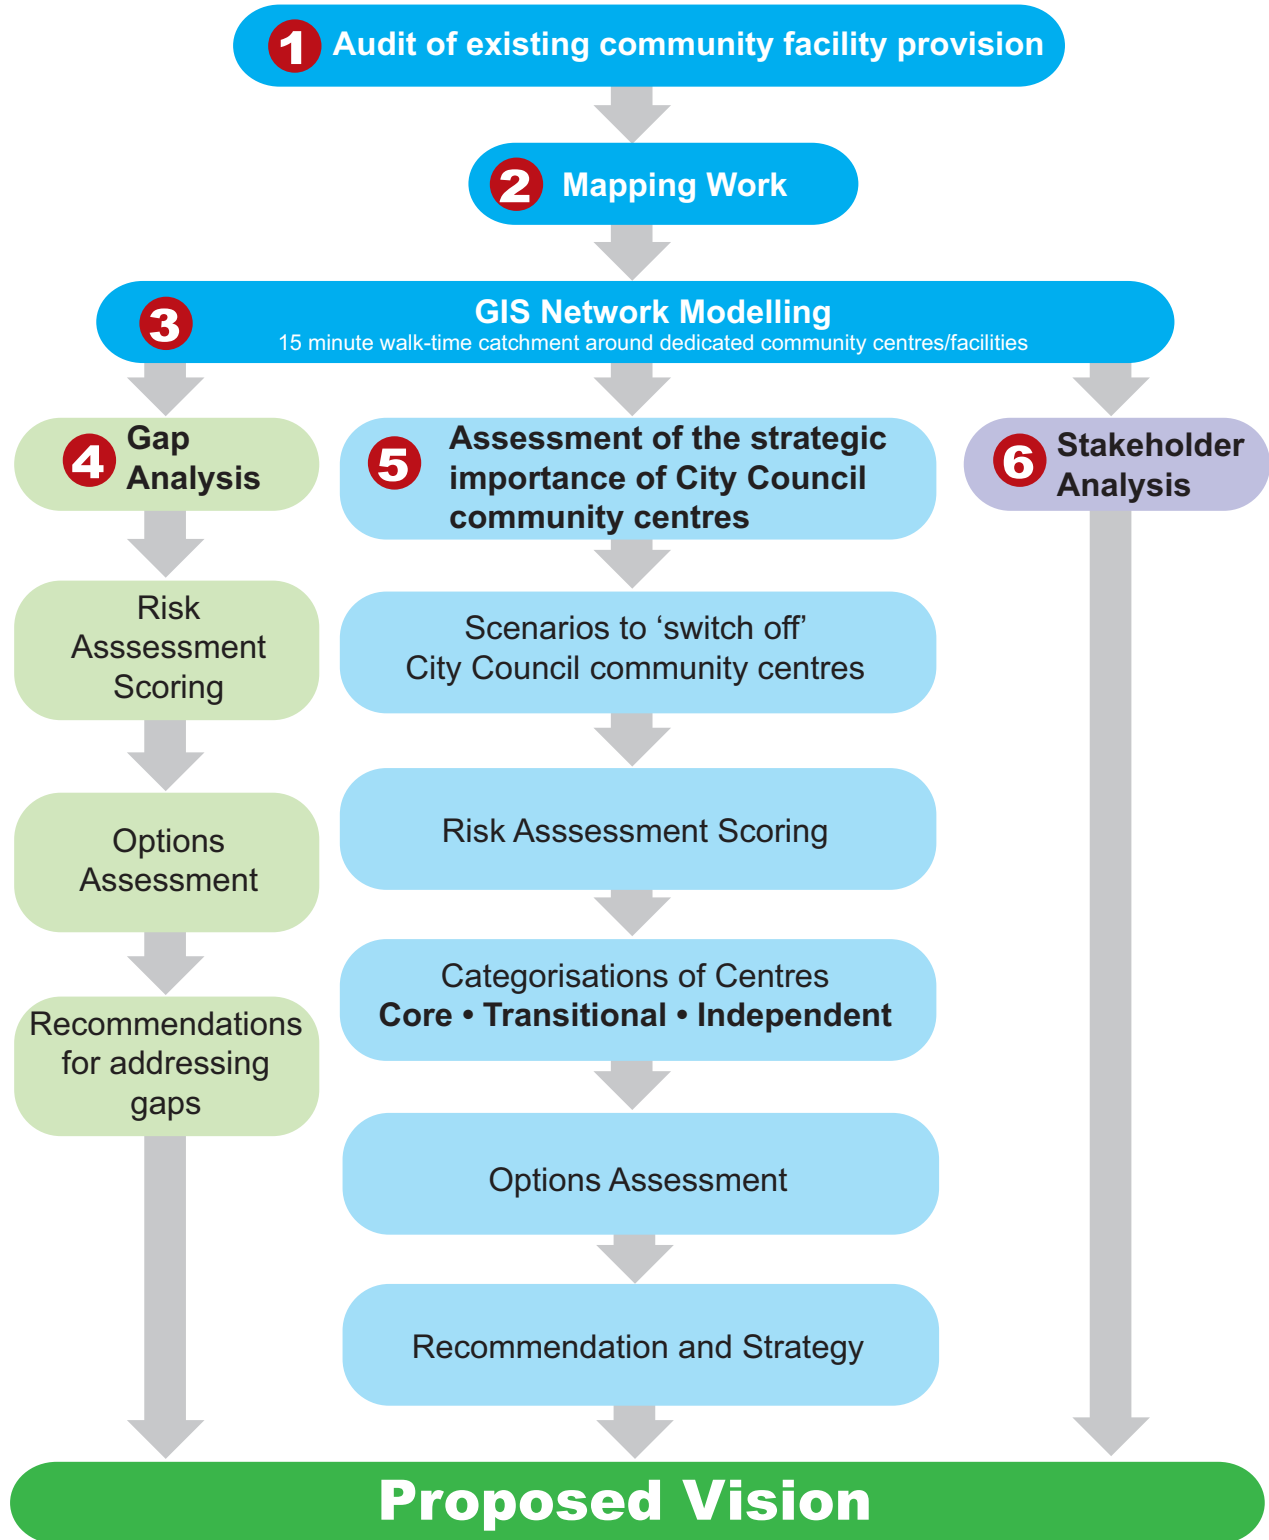 1 Audit of existing community facility provision
2 Mapping Work
3 GIS Network Modelling
15 minute walk-time catchment around dedicated community centres/facilities
4 Gap
Analysis
Risk
Asssessment
Scoring
Options
Assessment
Recommendations
for addressing
gaps
5 Assessment of the strategic
importance of City Council
community centres
Scenarios to ‘switch off’
City Council community centres
Risk Asssessment Scoring
Categorisations of Centres
Core • Transitional • Independent
Options Assessment
Recommendation and Strategy
6 Stakeholder
Analysis
Proposed Vision